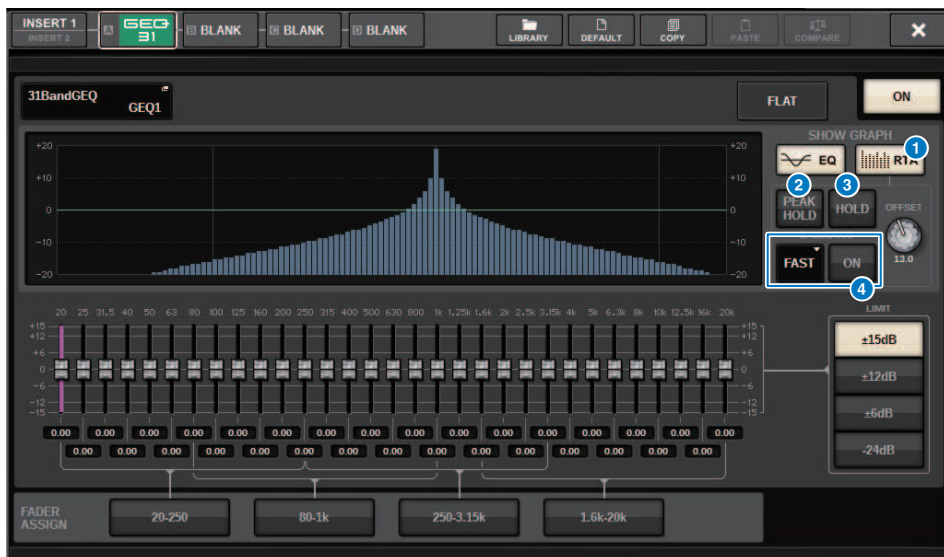 INSERT 1
INSERT 2
A GEQ 31
B BLANK
C BLANK
D BLANK
LIBRARY
DEFAULT
COPY
PASTE
COMPARE
31BandGEQ
GEQ1
FLAT
ON
SHOW GRAPH
EQ
RTA
1
2
3
PEAK HOLD
HOLD
OFFSET
13.0
FAST
ON
4
+20 +20
+10 +10
0 0
-10 -10
-20 -20
20 25 31.5 40 50 63 80 100 125 160 200 250 315 400 500 630 800 1k 1.25k 1.6k 2k 2.5k 3.15k 4k 5k 6.3k 8k 10k 12.5k 16k 20k
+15 +15
+12 +12
+6 +6
0 0
-6 -6
-12 -12
-15 -15
0.00 0.00 0.00 0.00 0.00 0.00 0.00 0.00 0.00 0.00 0.00 0.00 0.00 0.00 0.00 0.00
0.00 0.00 0.00 0.00 0.00 0.00 0.00 0.00 0.00 0.00 0.00 0.00 0.00 0.00 0.00
LIMIT
±15dB
±12dB
±6dB
-24dB
FADER ASSIGN
20-250
80-1k
250-3.15k
1.6k-20k